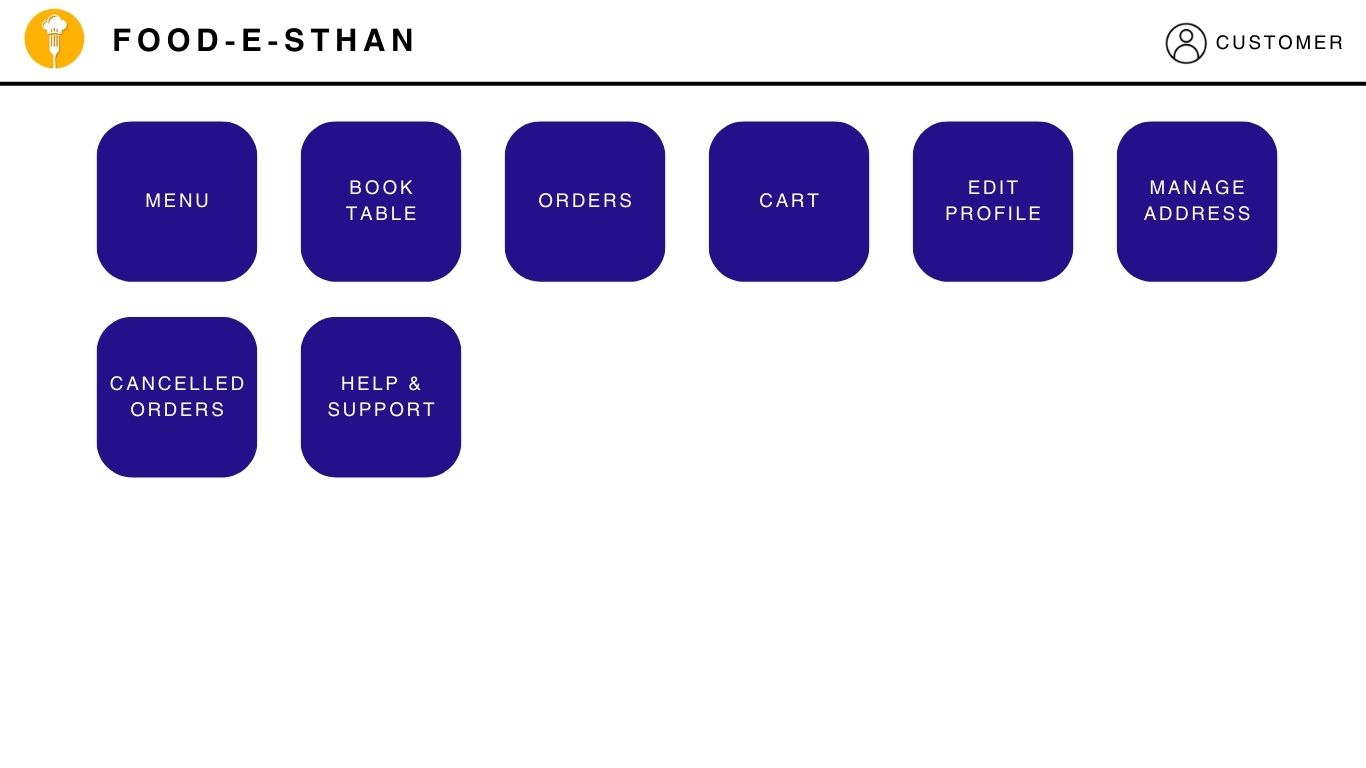 FOOD-E-STHAN
CUSTOMER
MENU
BOOK
TABLE
ORDERS
CART
EDIT
PROFILE
MANAGE
ADDRESS
CANCELLED
ORDERS
HELP &
SUPPORT